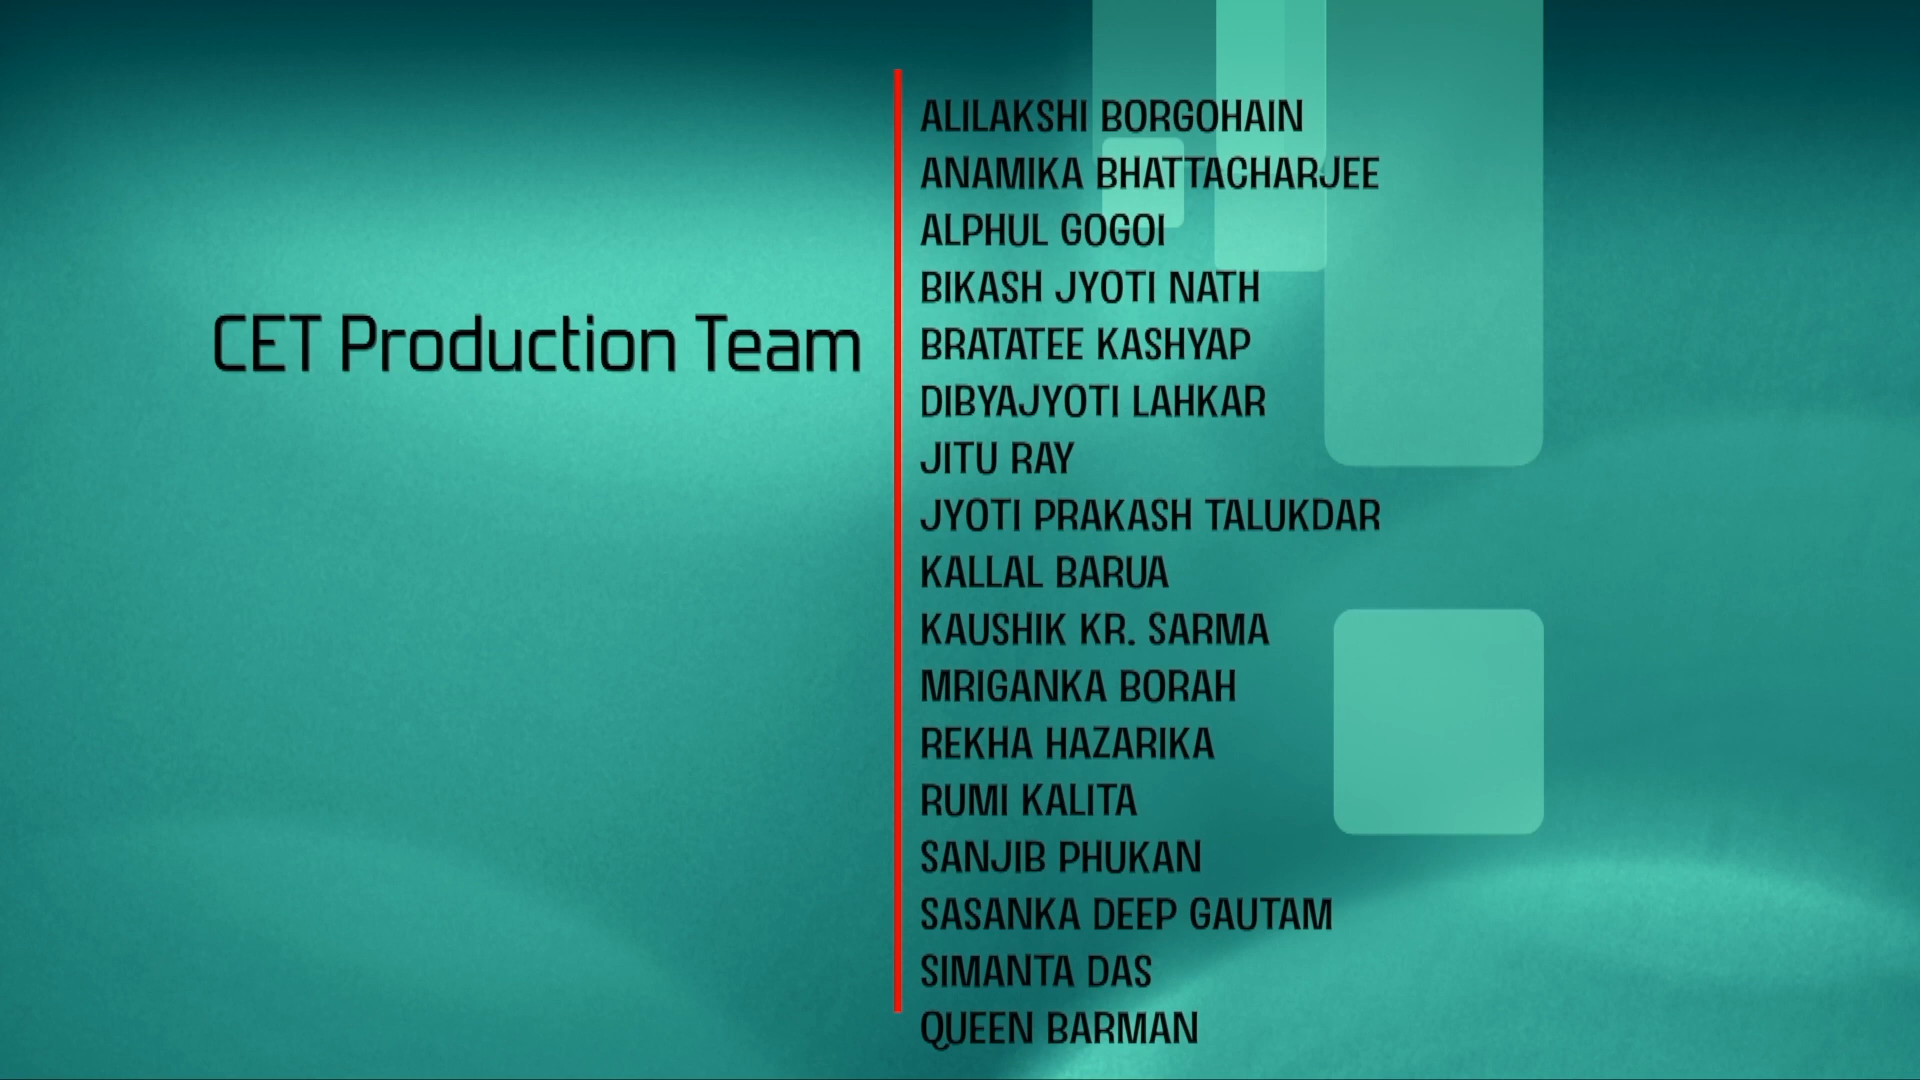 CET Production Team
ALILAKSHI BORGOHAIN
ANAMIKA BHATTACHARJEE
ALPHUL GOGOI
BIKASH JYOTI NATH
BRATATEE KASHYAP
DIBYAJYOTI LAHKAR
JITU RAY
JYOTI PRAKASH TALUKDAR
KALLAL BARUA
KAUSHIK KR. SARMA
MRIGANKA BORAH
REKHA HAZARIKA
RUMI KALITA
SANJIB PHUKAN
SASANKA DEEP GAUTAM
SIMANTA DAS
QUEEN BARMAN